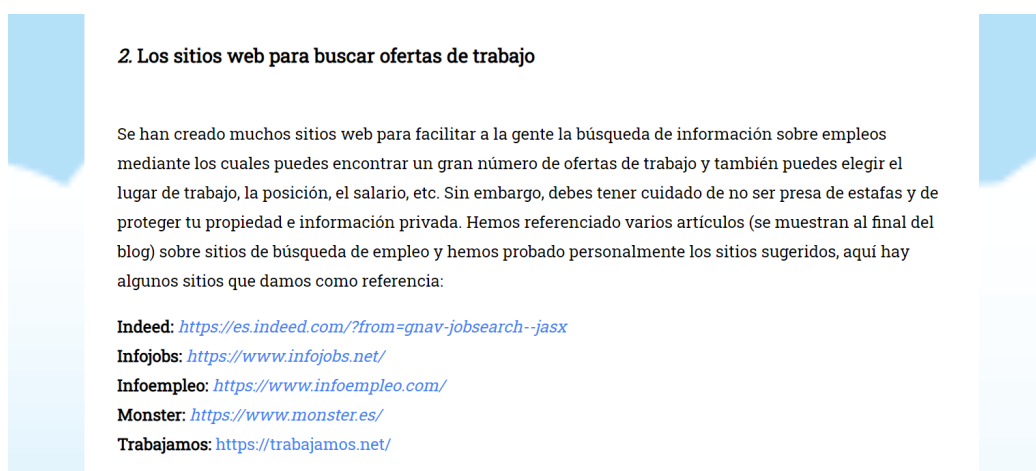 2. Los sitios web para buscar ofertas de trabajo
Se han creado muchos sitios web para facilitar a la gente la búsqueda de información sobre empleos
mediante los cuales puedes encontrar un gran número de ofertas de trabajo y también puedes elegir el
lugar de trabajo, la posición, el salario, etc. Sin embargo, debes tener cuidado de no ser presa de estafas y de
proteger tu propiedad e información privada. Hemos referenciado varios artículos (se muestran al final del
blog) sobre sitios de búsqueda de empleo y hemos probado personalmente los sitios sugeridos, aquí hay
algunos sitios que damos como referencia:
Indeed: https://es.indeed.com/?from=gnav-jobsearch--jasx
Infojobs: https://www.infojobs.net/
Infoempleo: https://www.infoempleo.com/
Monster: https://www.monster.es/
Trabajamos: https://trabajamos.net/